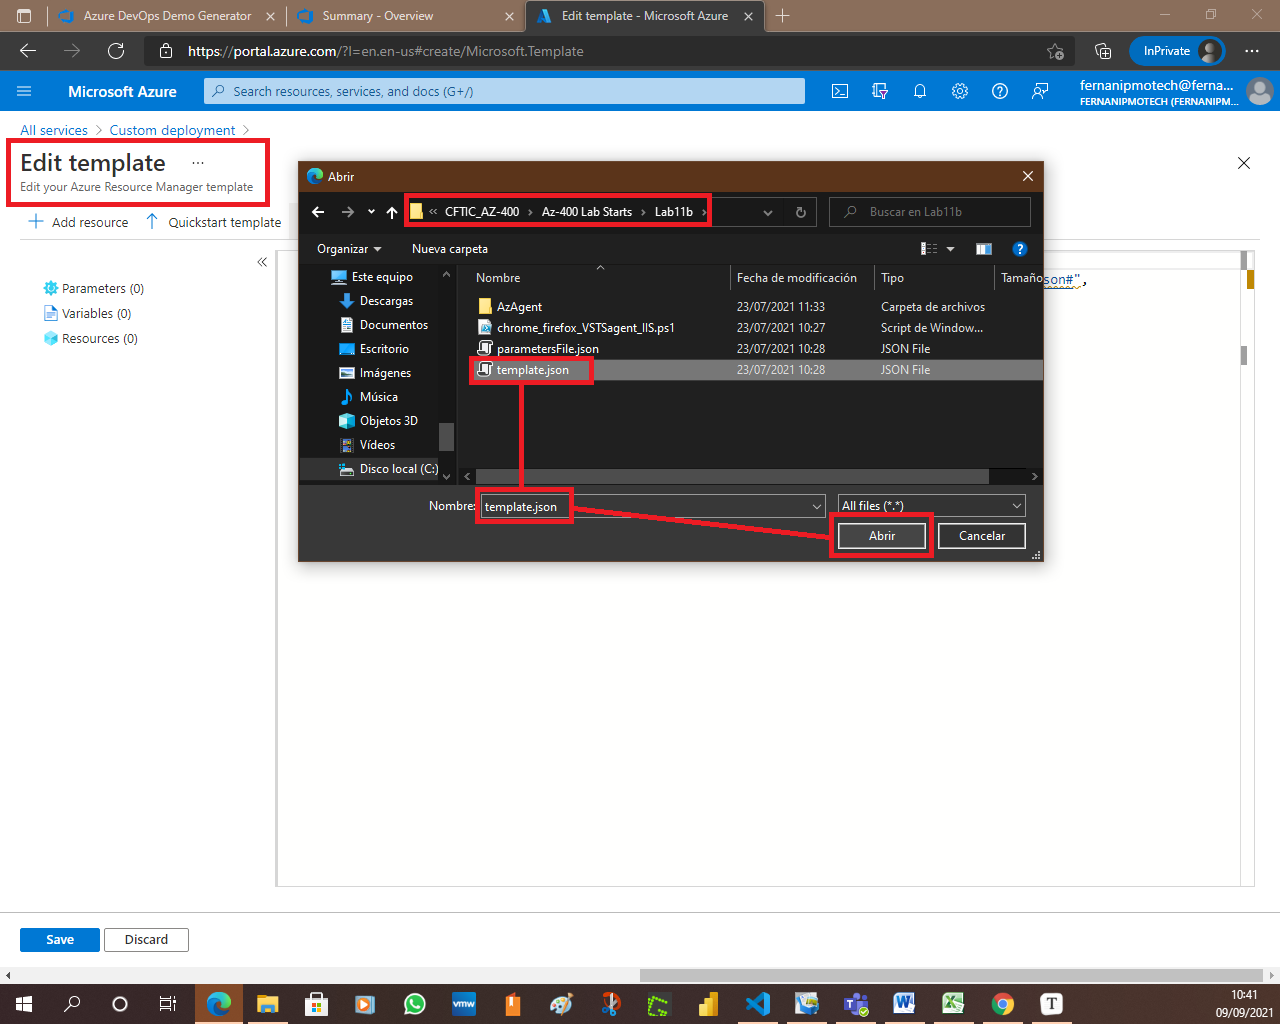 Azure DevOps Demo Generator
Summary - Overview
Edit template - Microsoft Azure
https://portal.azure.com/?l=en.en-us#create/Microsoft.Template
InPrivate
Microsoft Azure
Search resources, services, and docs (G+/)
fernanipmotech@ferna...
FERNANIPMOTECH (FERNANIPM...
All services > Custom deployment >
Edit template ...
Edit your Azure Resource Manager template
Add resource
Quickstart template
Parameters (0)
Variables (0)
Resources (0)
son#",
Abrir
« CFTIC_AZ-400 > Az-400 Lab Starts > Lab11b >
Buscar en Lab11b
Organizar
Nueva carpeta
Este equipo
Descargas
Documentos
Escritorio
Imágenes
Música
Objetos 3D
Vídeos
Disco local (C:)
Nombre Fecha de modificación Tipo Tamaño
AzAgent 23/07/2021 11:33 Carpeta de archivos
chrome_firefox_VSTSagent_IIS.ps1 23/07/2021 10:27 Script de Window...
parametersFile.json 23/07/2021 10:28 JSON File
template.json 23/07/2021 10:28 JSON File
Nombre: template.json
All files (*.*)
Abrir
Cancelar
Save
Discard
vmw
10:41
09/09/2021